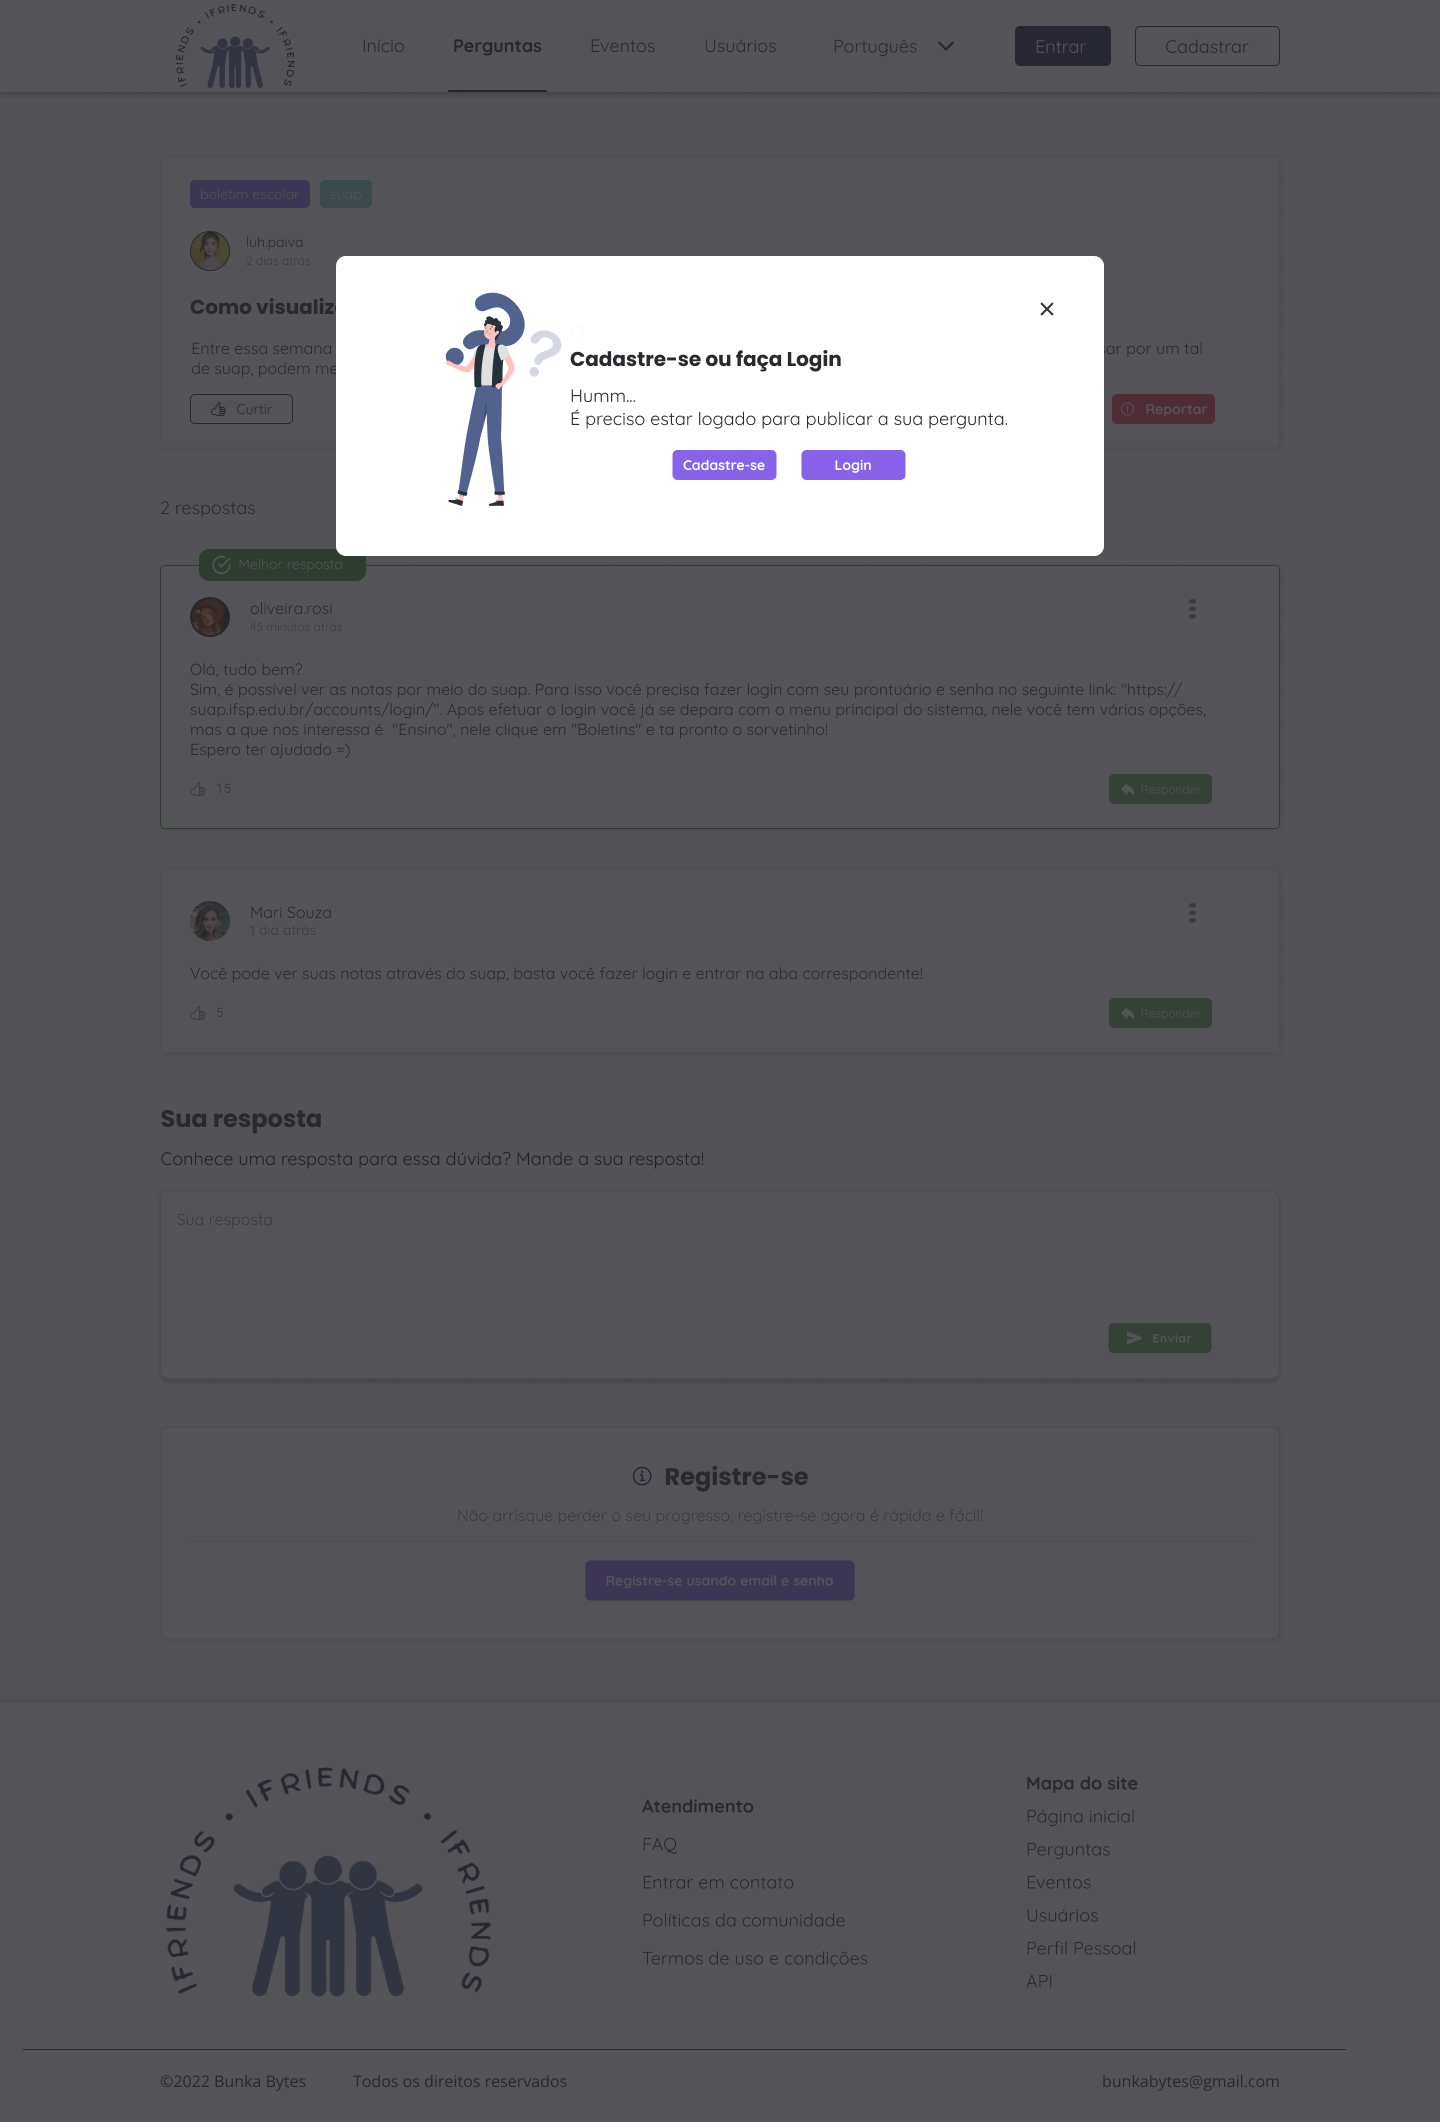 IFRIENDS • IFRIENDS • IFRIENDS
Início
Perguntas
Eventos
Usuários
Português
Entrar
Cadastrar
boletim escolar
suap
luh.paiva
2 dias atrás
Como
Entre essa semana
por um tal
de suap, podem
Curtir
Reportar
Cadastre-se ou faça Login
Humm...
É preciso estar logado para publicar a sua pergunta.
Cadastre-se
Login
2 respostas
Melhor resposta
oliveira.rosi
45 minutos atrás
Olá, tudo bem?
Sim, é possível ver as notas por meio do suap. Para isso você precisa fazer login com seu prontuário e senha no seguinte link: "https://
suap.ifsp.edu.br/accounts/login/". Apos efetuar o login você já se depara com o menu principal do sistema, nele você tem várias opções,
mas a que nos interessa é "Ensino", nele clique em "Boletins" e ta pronto o sorvetinho!
Espero ter ajudado =)
15
Responder
Mari Souza
1 dia atrás
Você pode ver suas notas através do suap, basta você fazer login e entrar na aba correspondente!
5
Responder
Sua resposta
Conhece uma resposta para essa dúvida? Mande a sua resposta!
Sua resposta
Enviar
Registre-se
Não arrisque perder o seu progresso, registre-se agora é rápido e fácil!
Registre-se usando email e senha
IFRIENDS • IFRIENDS • IFRIENDS
Atendimento
FAQ
Entrar em contato
Políticas da comunidade
Termos de uso e condições
Mapa do site
Página inicial
Perguntas
Eventos
Usuários
Perfil Pessoal
API
©2022 Bunka Bytes
Todos os direitos reservados
bunkabytes@gmail.com